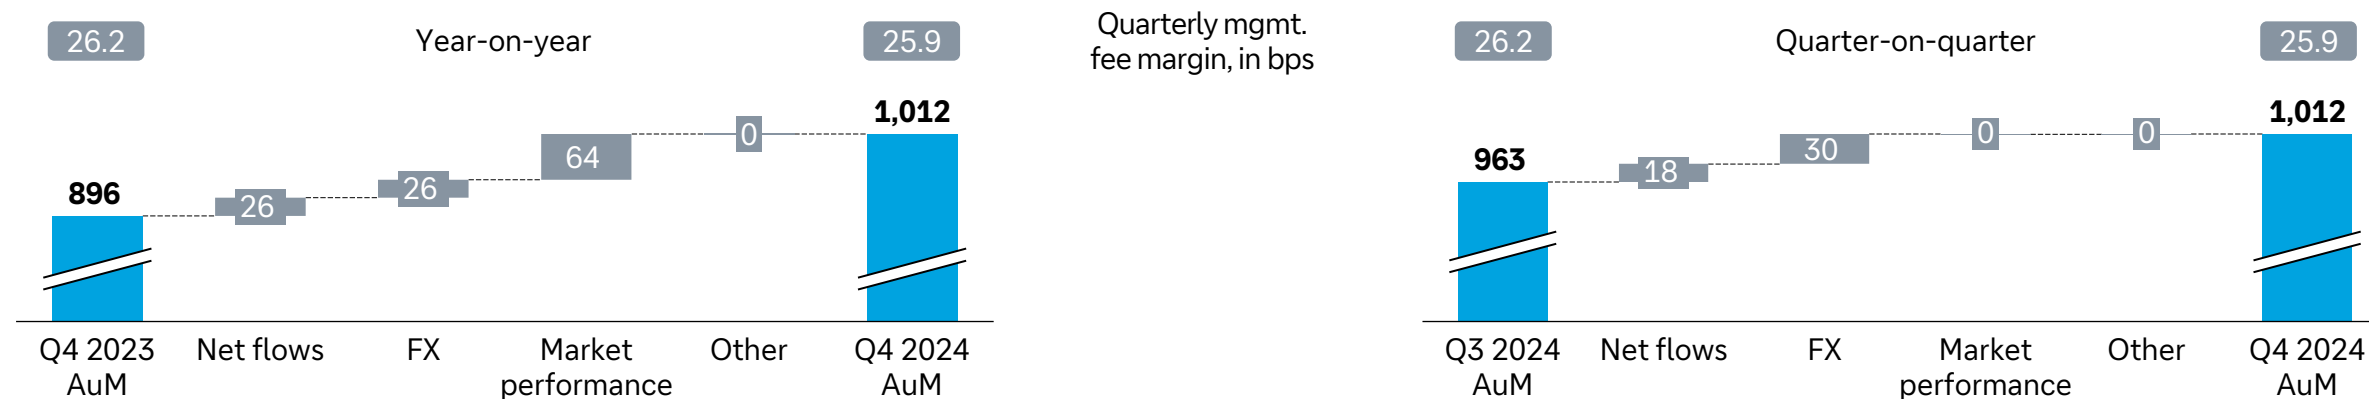 26.2
Year-on-year
25.9
896
26
26
64
0
1,012
Q4 2023
AuM
Net flows
FX
Market
performance
Other
Q4 2024
AuM
Quarterly mgmt.
fee margin, in bps
26.2
Quarter-on-quarter
25.9
963
18
30
0
0
1,012
Q3 2024
AuM
Net flows
FX
Market
performance
Other
Q4 2024
AuM